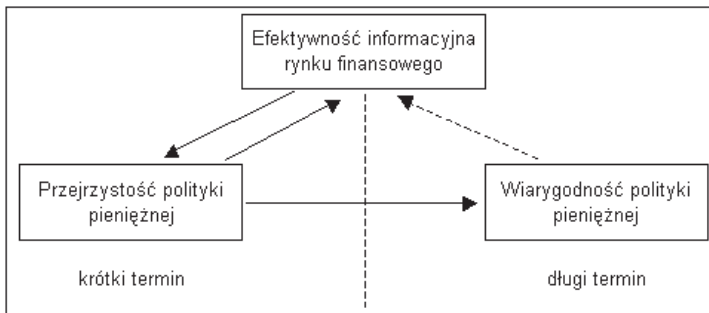 Efektywność informacyjna
rynku finansowego
Przejrzystość polityki
pieniężnej
Wiarygodność polityki
pieniężnej
krótki termin
długi termin